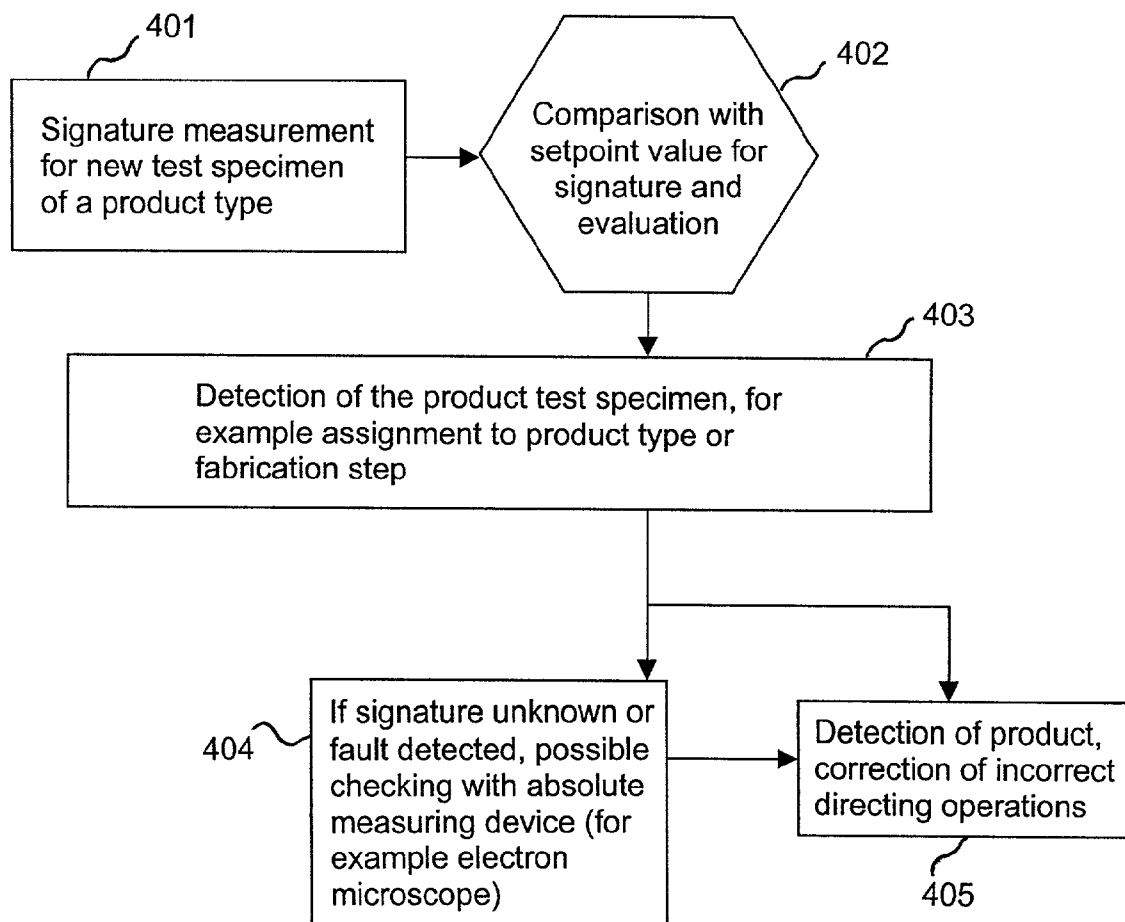 401
Signature measurement
for new test specimen
of a product type
402
Comparison with
setpoint value for
signature and
evaluation
403
Detection of the product test specimen, for
example assignment to product type or
fabrication step
404
If signature unknown or
fault detected, possible
checking with absolute
measuring device (for
example electron
microscope)
Detection of product,
correction of incorrect
directing operations
405